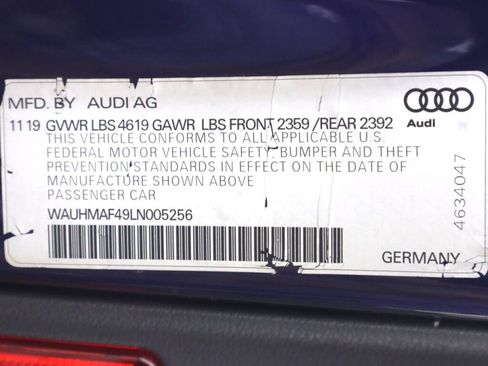 MFD. BY AUDI AG
Audi
11 19 GVWR LBS 4619 GAWR LBS FRONT 2359 /REAR 2392
THIS VEHICLE CONFORMS TO ALL APPLICABLE U.S.
FEDERAL MOTOR VEHICLE SAFETY, BUMPER AND THEFT
PREVENTION STANDARDS IN EFFECT ON THE DATE OF
MANUFACTURE SHOWN ABOVE
PASSENGER CAR
WAUHMAF49LN005256
4634047
GERMANY